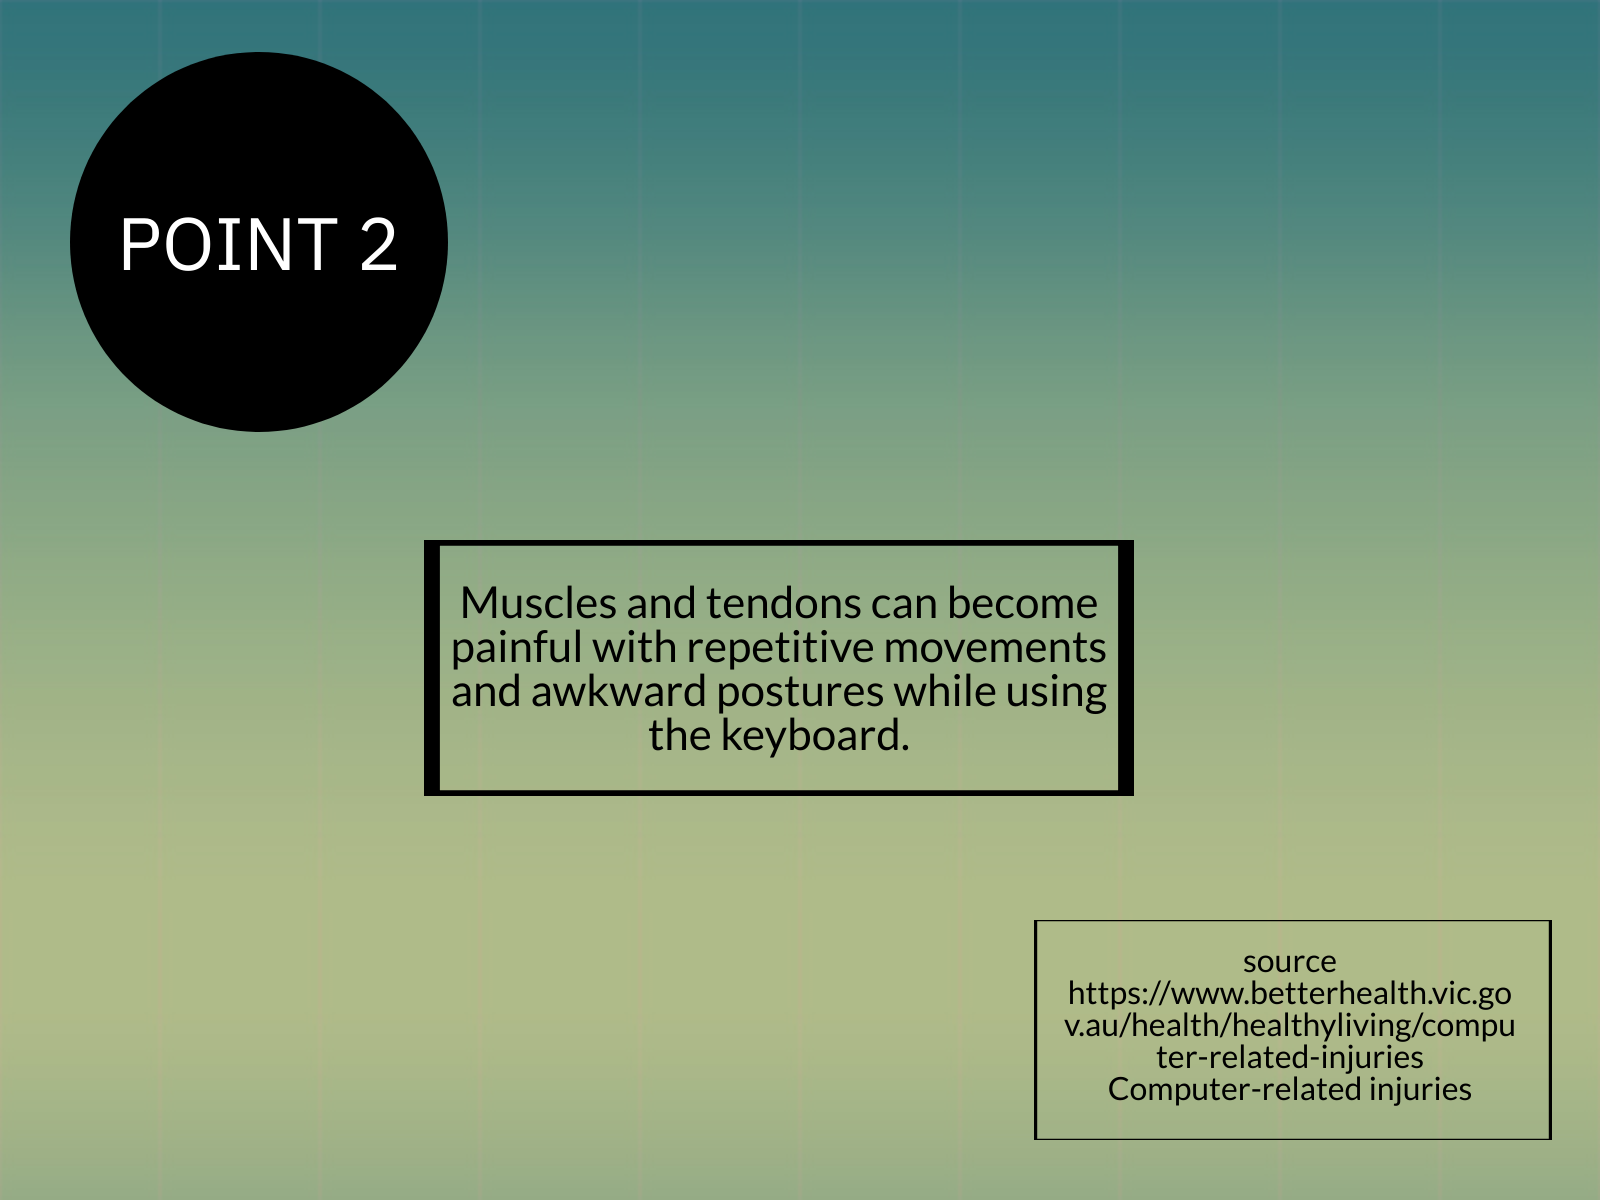 POINT 2
Muscles and tendons can become
painful with repetitive movements
and awkward postures while using
the keyboard.
source
https://www.betterhealth.vic.go
v.au/health/healthyliving/compu
ter-related-injuries
Computer-related injuries